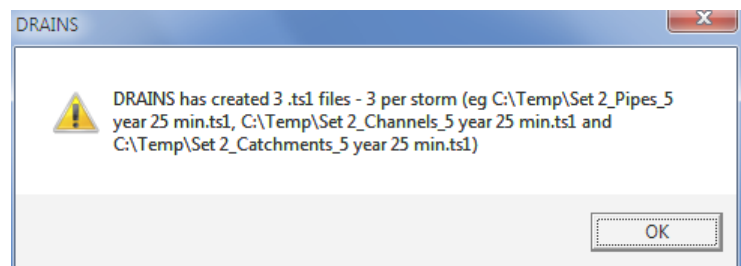 DRAINS
DRAINS has created 3 .ts1 files - 3 per storm (eg C:\Temp\Set 2_Pipes_5
year 25 min.ts1, C:\Temp\Set 2_Channels_5 year 25 min.ts1 and
C:\Temp\Set 2_Catchments_5 year 25 min.ts1)
OK